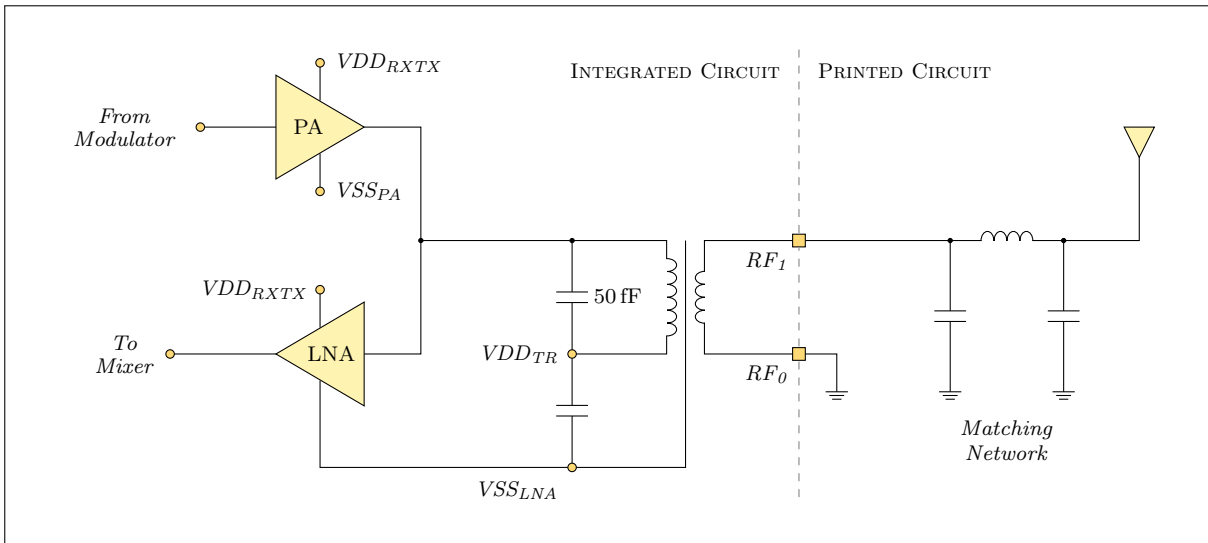 VDD_RXTX
INTEGRATED CIRCUIT
PRINTED CIRCUIT
From
Modulator
PA
VSS_PA
RF_1
VDD_RXTX
50 fF
To
Mixer
LNA
VDD_TR
RF_0
Matching
Network
VSS_LNA